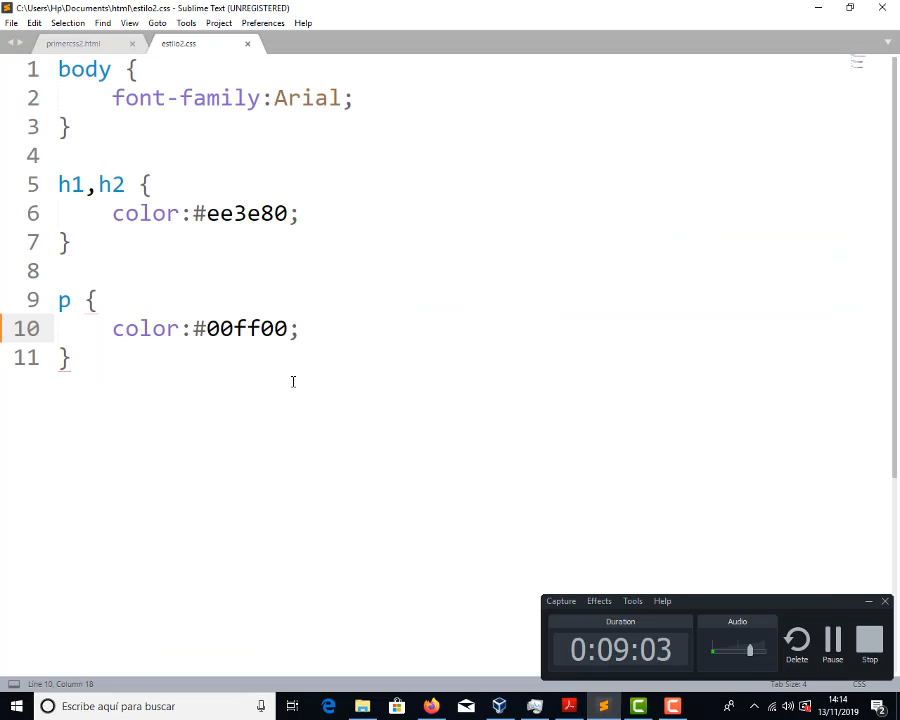 C:\Users\Hp\Documents\html\estilo2.css - Sublime Text (UNREGISTERED)
File Edit Selection Find View Goto Tools Project Preferences Help
primercss2.html estilo2.css
1 body {
2 font-family:Arial;
3 }
4
5 h1,h2 {
6 color:#ee3e80;
7 }
8
9 p {
10 color:#00ff00;
11 }
Capture Effects Tools Help
Duration Audio
0:09:03 Delete Pause Stop
Line 10, Column 18 Tab Size: 4 CSS
Escribe aquí para buscar
14:14
13/11/2019
2